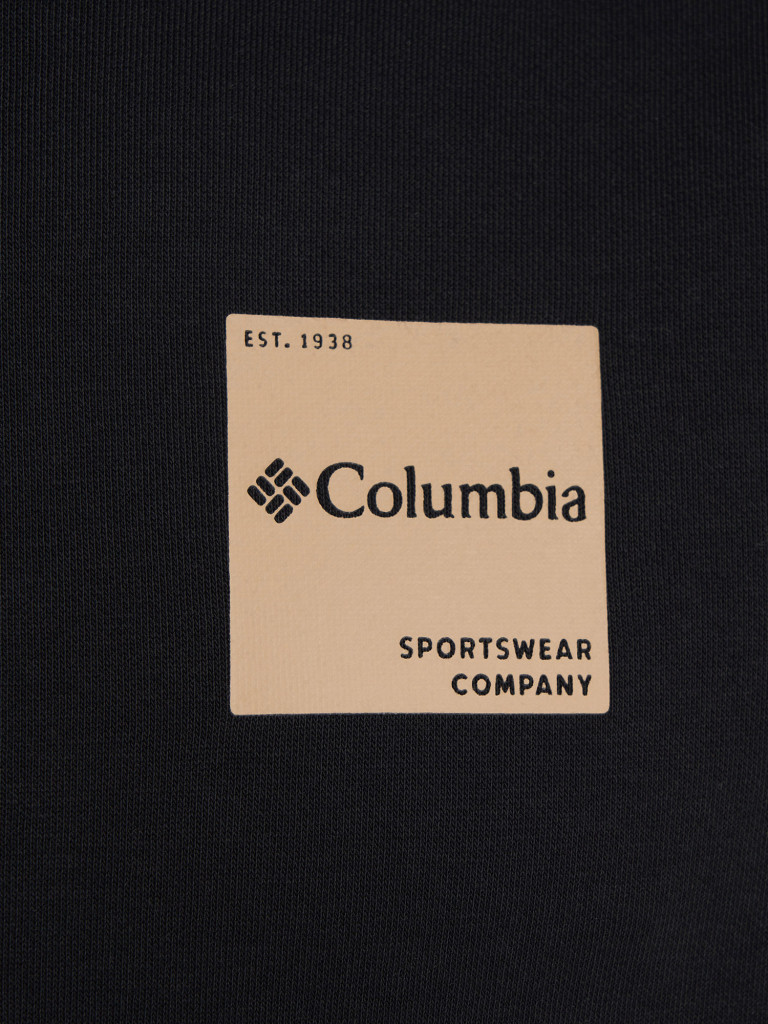 EST. 1938
Columbia
SPORTSWEAR
COMPANY